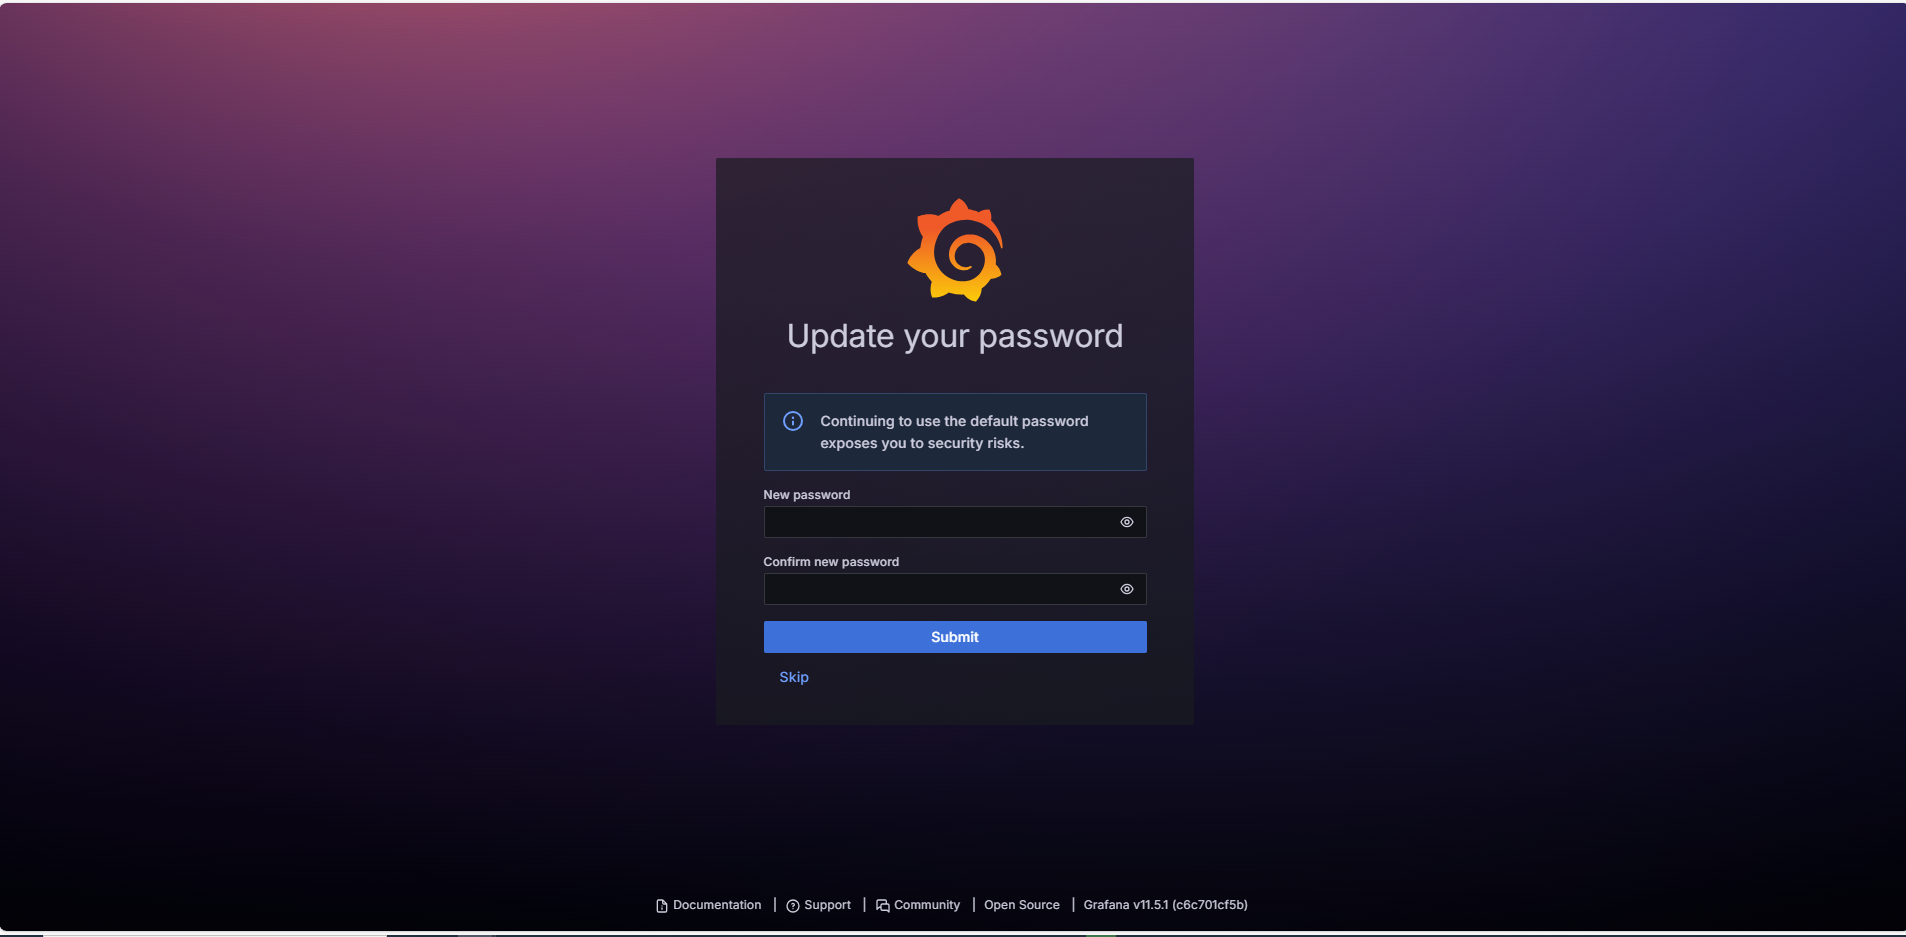 Update your password
Continuing to use the default password
exposes you to security risks.
New password
Confirm new password
Submit
Skip
Documentation | Support | Community | Open Source | Grafana v11.5.1 (c6c701cf5b)